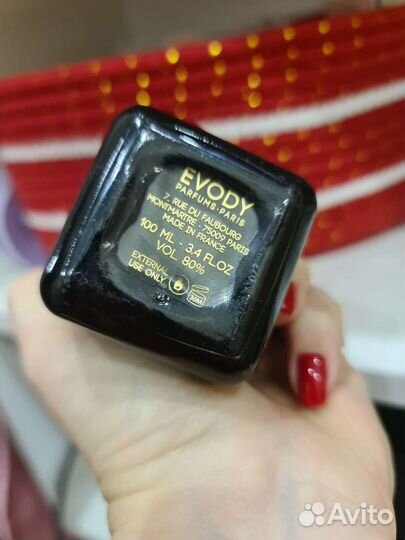 EVODY
PARFUMS·PARIS
7, RUE DU FAUBOURG
MONTMARTRE - 75009 PARIS
MADE IN FRANCE
100 ML - 3.4 FL.OZ
VOL. 80%
EXTERNAL
USE ONLY
Avito